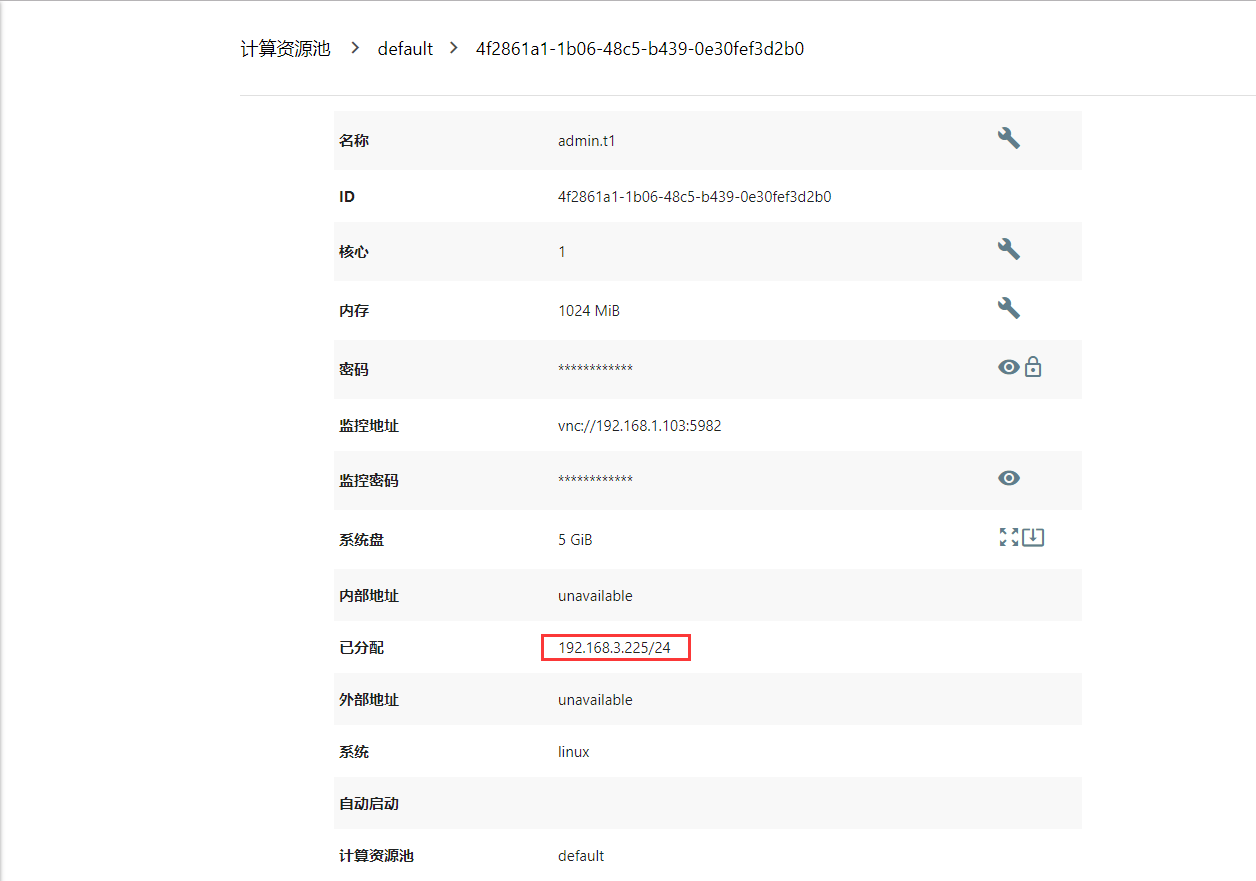 计算资源池 > default > 4f2861a1-1b06-48c5-b439-0e30fef3d2b0
名称 admin.t1
ID 4f2861a1-1b06-48c5-b439-0e30fef3d2b0
核心 1
内存 1024 MiB
密码 ************
监控地址 vnc://192.168.1.103:5982
监控密码 ************
系统盘 5 GiB
内部地址 unavailable
已分配 192.168.3.225/24
外部地址 unavailable
系统 linux
自动启动
计算资源池 default